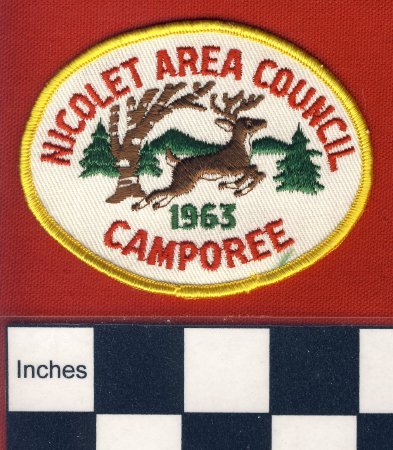 NICOLET AREA COUNCIL
1963
CAMPOREE
Inches